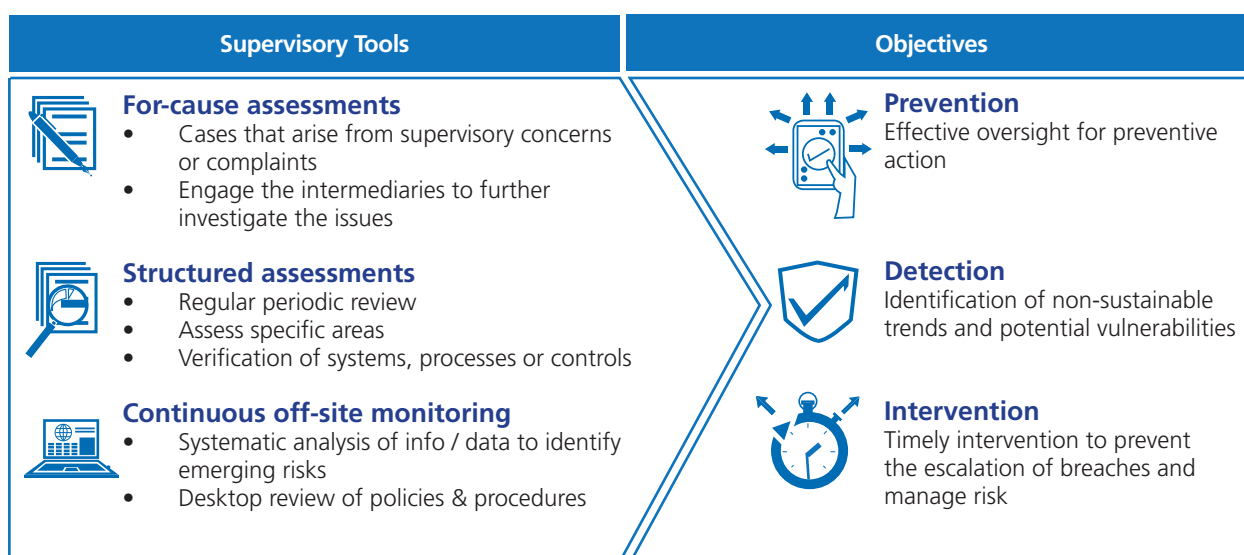 Supervisory Tools
Objectives
For-cause assessments
• Cases that arise from supervisory concerns
or complaints
• Engage the intermediaries to further
investigate the issues
Structured assessments
• Regular periodic review
• Assess specific areas
• Verification of systems, processes or controls
Continuous off-site monitoring
• Systematic analysis of info / data to identify
emerging risks
• Desktop review of policies & procedures
Prevention
Effective oversight for preventive
action
Detection
Identification of non-sustainable
trends and potential vulnerabilities
Intervention
Timely intervention to prevent
the escalation of breaches and
manage risk